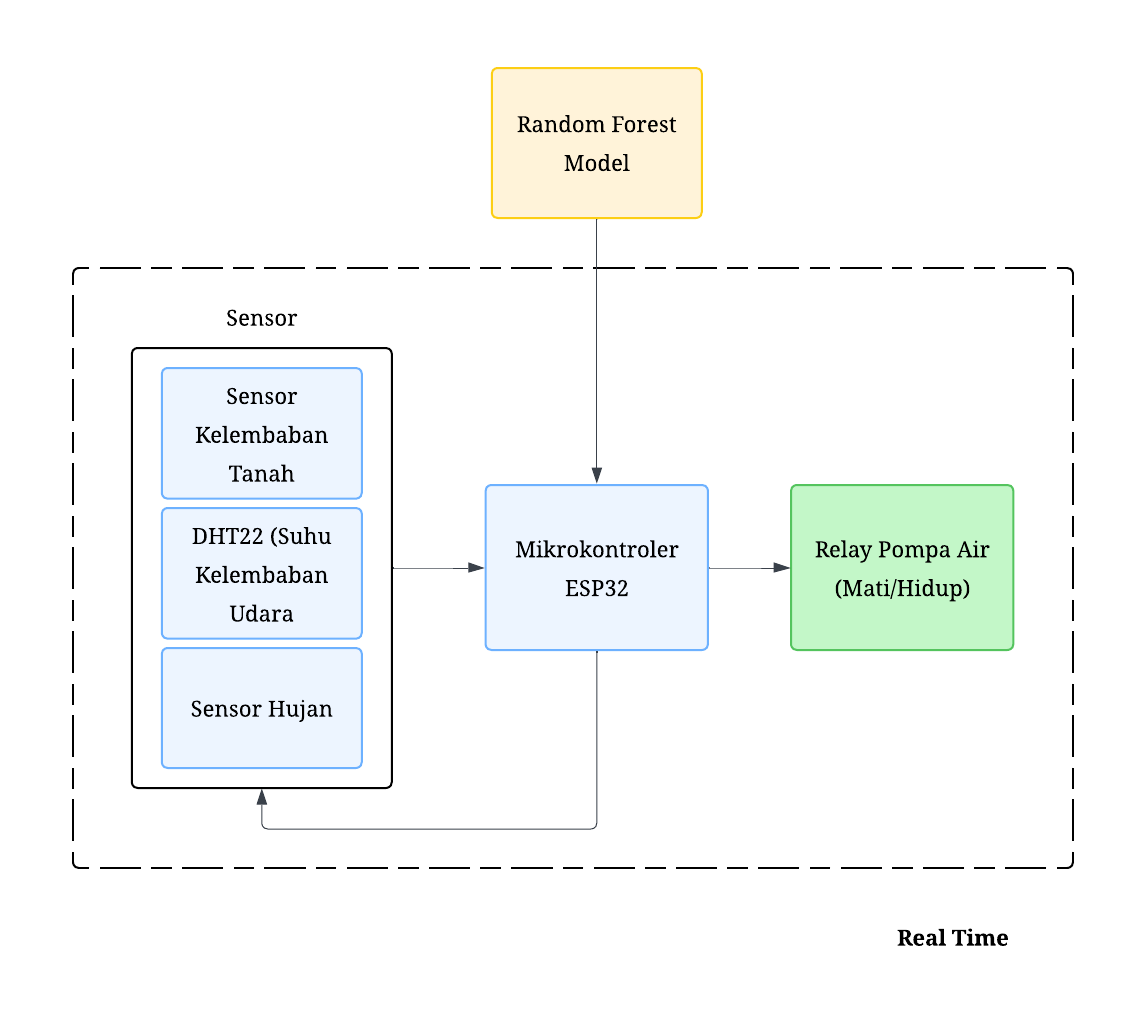 Random Forest
Model
Sensor
Sensor
Kelembaban
Tanah
DHT22 (Suhu
Kelembaban
Udara
Sensor Hujan
Mikrokontroler
ESP32
Relay Pompa Air
(Mati/Hidup)
Real Time